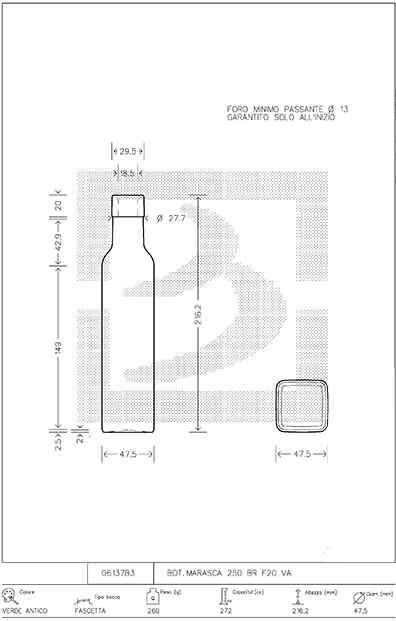 FORO MINIMO PASSANTE Ø 13
GARANTITO SOLO ALL'INIZIO
29.5
18.5
20
Ø 27.7
42.9
216.2
149
2.5
2
47.5
47.5
06137B3
BOT. MARASCA 250 BR F20 VA
Colore
Tipo bocca
Peso (g)
Capacita'(cc)
Altezza (mm)
Diam. (mm)
VERDE ANTICO
FASCETTA
260
272
216,2
47,5